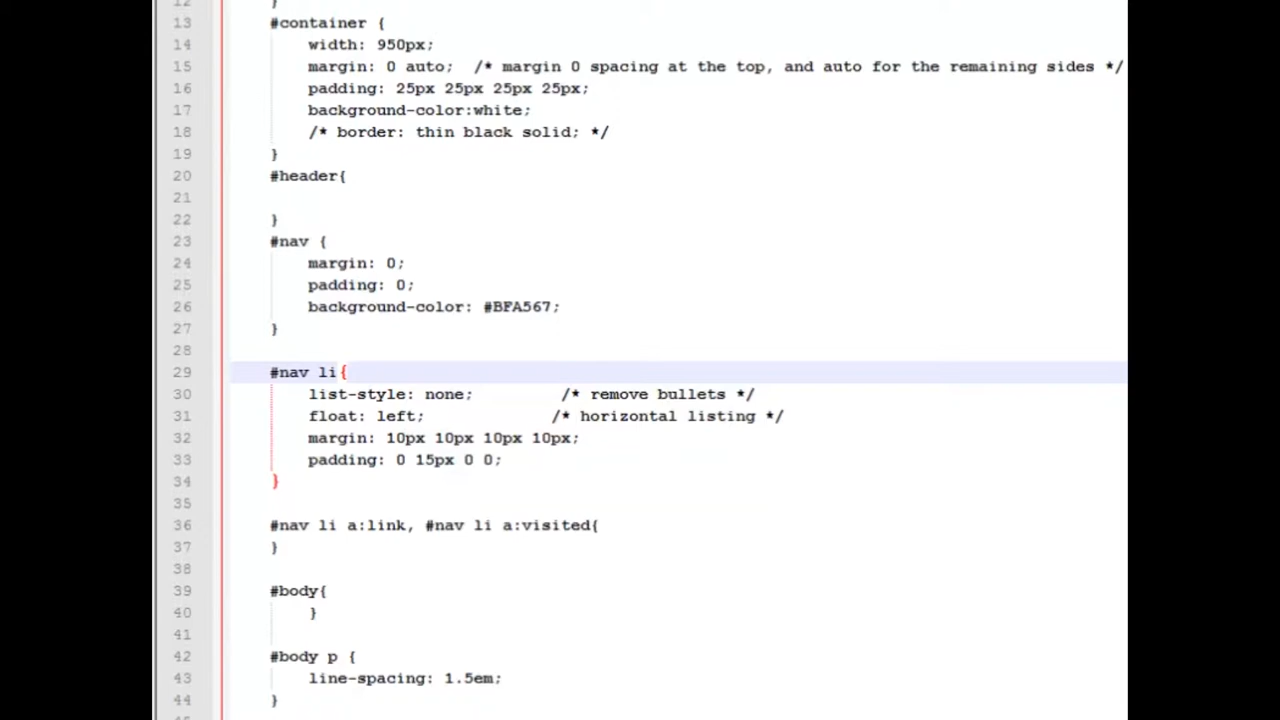 12 }
13 #container {
14 width: 950px;
15 margin: 0 auto; /* margin 0 spacing at the top, and auto for the remaining sides */
16 padding: 25px 25px 25px 25px;
17 background-color:white;
18 /* border: thin black solid; */
19 }
20 #header{
21
22 }
23 #nav {
24 margin: 0;
25 padding: 0;
26 background-color: #BFA567;
27 }
28
29 #nav li{
30 list-style: none; /* remove bullets */
31 float: left; /* horizontal listing */
32 margin: 10px 10px 10px 10px;
33 padding: 0 15px 0 0;
34 }
35
36 #nav li a:link, #nav li a:visited{
37 }
38
39 #body{
40 }
41
42 #body p {
43 line-spacing: 1.5em;
44 }